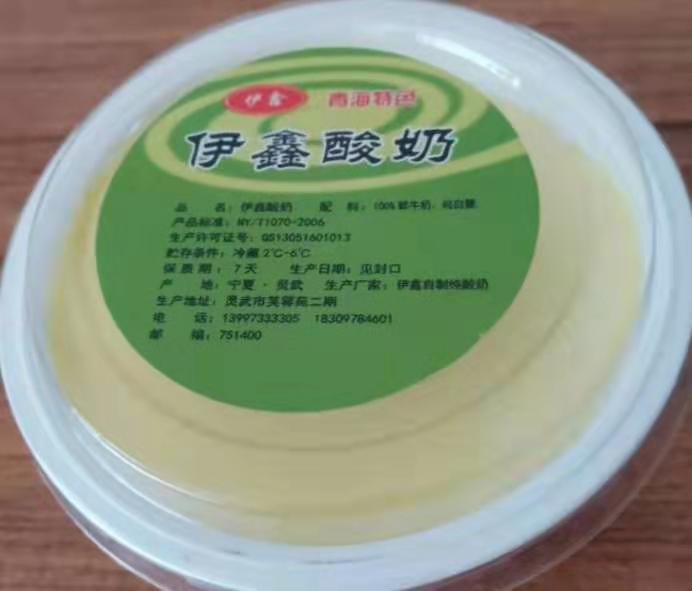 伊鑫 青海特色
伊鑫酸奶
品 名：伊鑫酸奶 配 料：100%鲜牛奶、纯白糖
产品标准：NY/T1070-2006
生产许可证号：QS13051601013
贮存条件：冷藏2℃-6℃
保质期：7天 生产日期：见封口
产 地：宁夏·灵武 生产厂家：伊鑫自制纯酸奶
生产地址：灵武市芙蓉苑二期
电 话：13997333305 18309784601
邮 编：751400